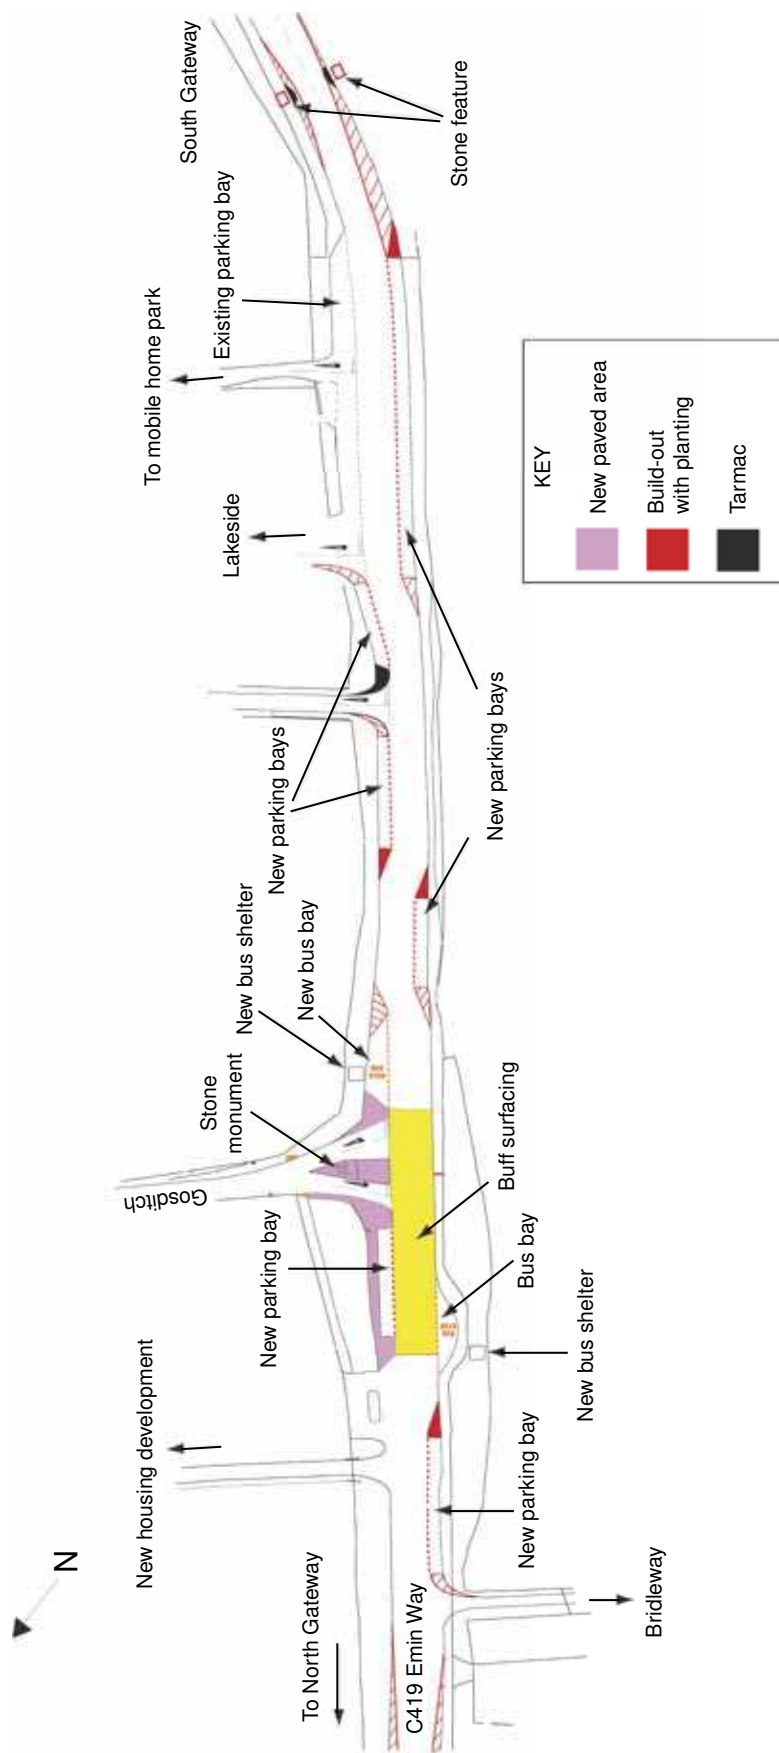 N
To North Gateway
New housing development
Gosditch
New parking bay
Stone
monument
New bus shelter
New bus bay
New parking bays
Lakeside
To mobile home park
Existing parking bay
South Gateway
C419 Emin Way
Bridleway
New parking bay
New bus shelter
Bus bay
Buff surfacing
New parking bays
Stone feature
KEY
New paved area
Build-out
with planting
Tarmac